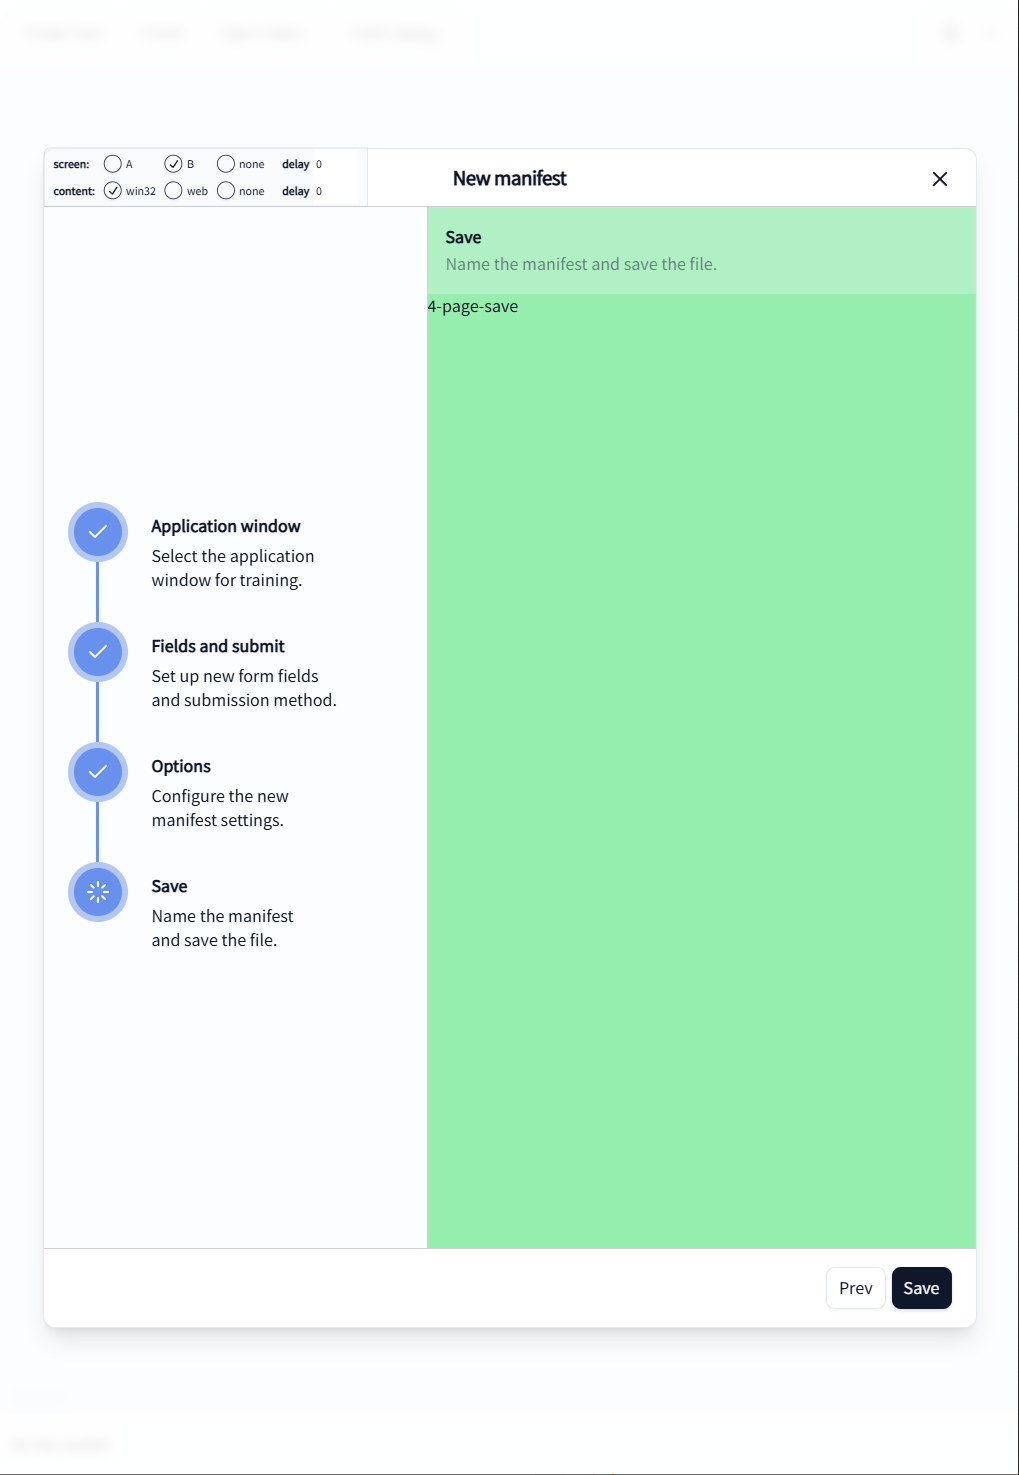 screen: A B none delay 0
content: win32 web none delay 0
New manifest
Save
Name the manifest and save the file.
4-page-save
Application window
Select the application
window for training.
Fields and submit
Set up new form fields
and submission method.
Options
Configure the new
manifest settings.
Save
Name the manifest
and save the file.
Prev
Save